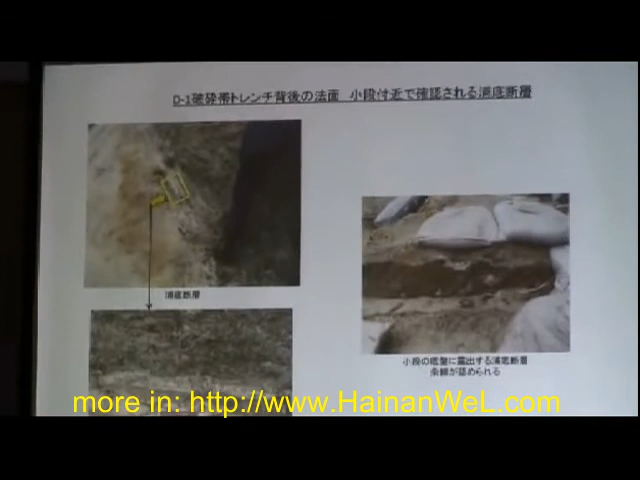 D-1破砕帯トレンチ背後の法面 小段付近で確認される浦底断層
浦底断層
小段の底盤に露出する浦底断層
条線が認められる
more in: http://www.HainanWeL.com